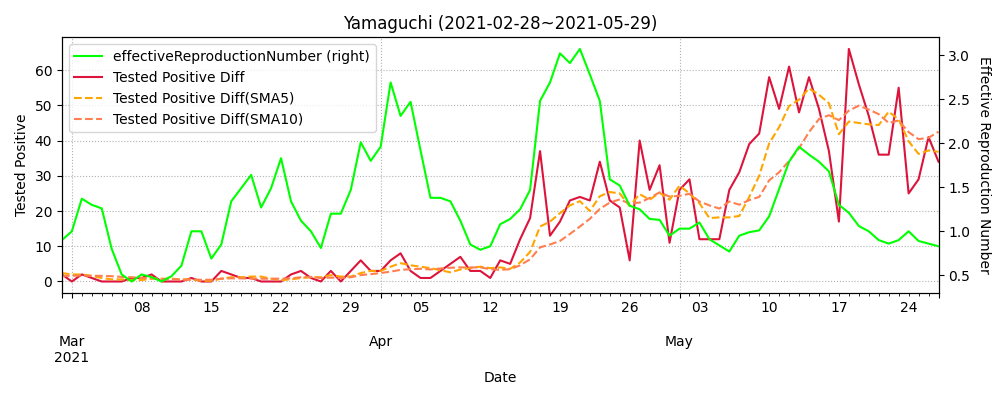 Yamaguchi (2021-02-28~2021-05-29)
effectiveReproductionNumber (right)
Tested Positive Diff
Tested Positive Diff(SMA5)
Tested Positive Diff(SMA10)
Tested Positive
60
50
40
30
20
10
0
3.0
2.5
2.0
1.5
1.0
0.5
Effective Reproduction Number
08 15 22 29 05 12 19 26 03 10 17 24
Mar Apr May
2021
Date